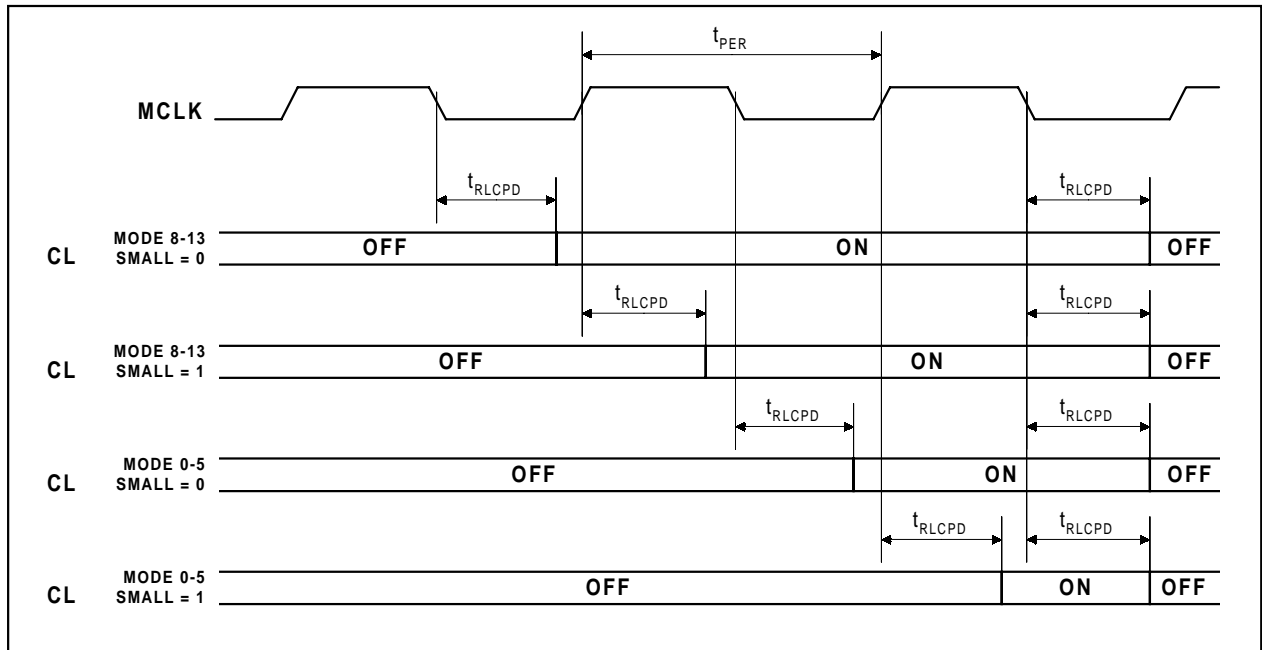 tPER
MCLK
tRLCPD tRLCPD
CL MODE 8-13 SMALL = 0 OFF ON OFF
tRLCPD tRLCPD
CL MODE 8-13 SMALL = 1 OFF ON OFF
tRLCPD tRLCPD
CL MODE 0-5 SMALL = 0 OFF ON OFF
tRLCPD tRLCPD
CL MODE 0-5 SMALL = 1 OFF ON OFF